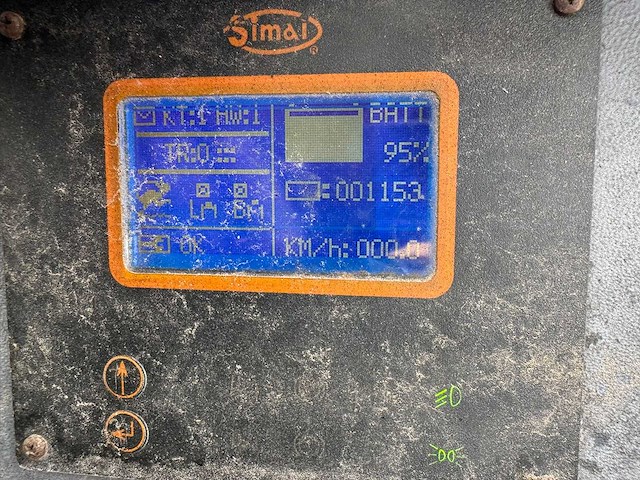 Simai®
KT:1 HW:1
TR:0
LM BM
OK
BATT
95%
:001153
KM/h:000.0